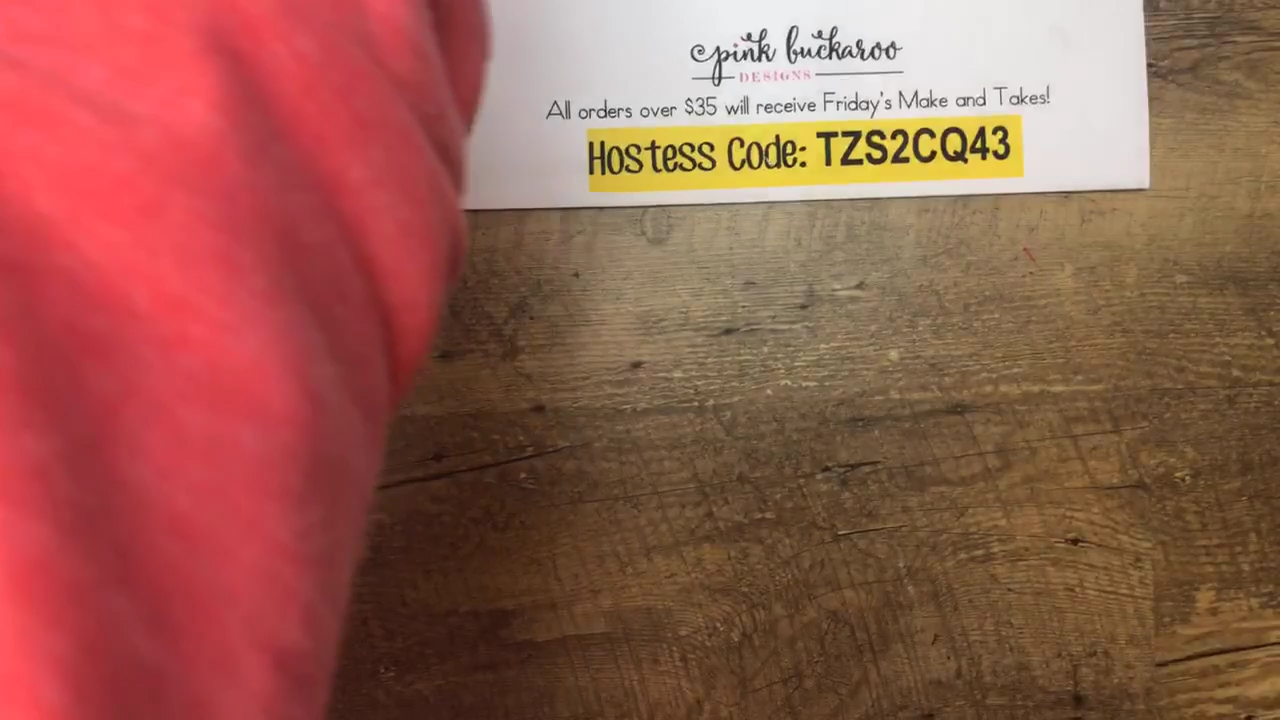 pink buckaroo
DESIGNS
All orders over $35 will receive Friday's Make and Takes!
Hostess Code: TZS2CQ43